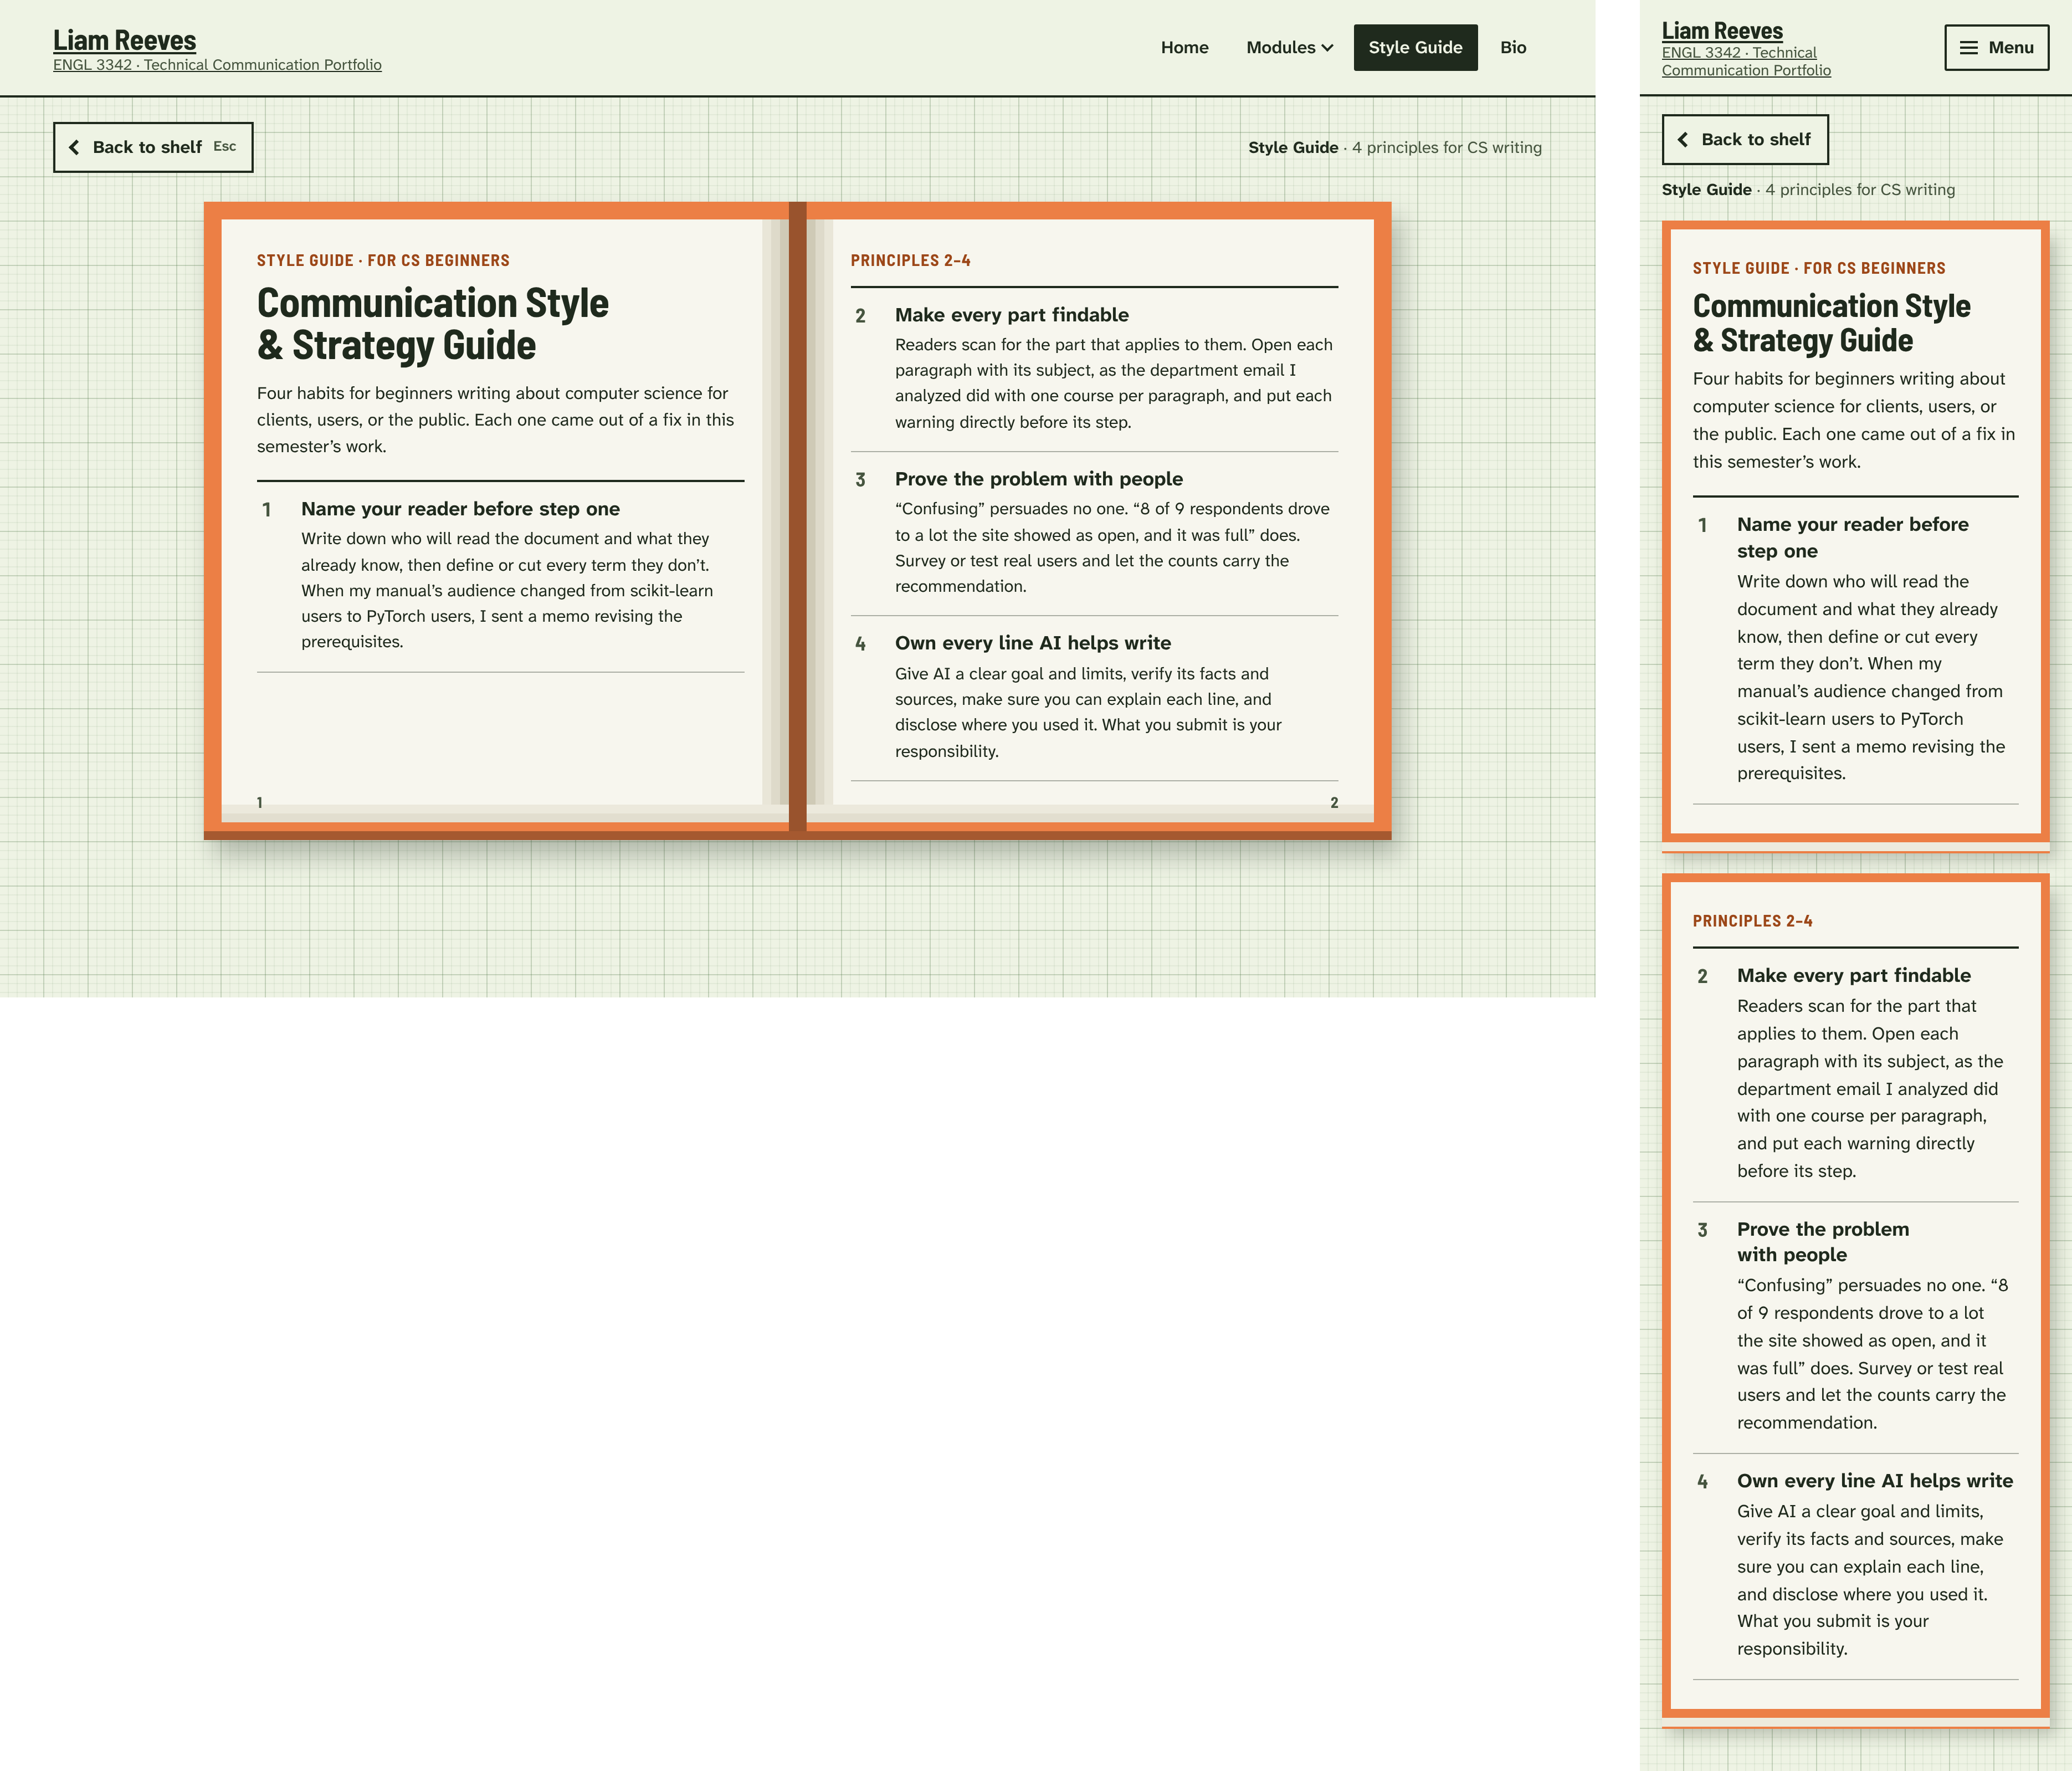 Liam Reeves
ENGL 3342 · Technical Communication Portfolio
Home
Modules
Style Guide
Bio
Back to shelf Esc
Style Guide · 4 principles for CS writing
STYLE GUIDE · FOR CS BEGINNERS
Communication Style
& Strategy Guide
Four habits for beginners writing about computer science for
clients, users, or the public. Each one came out of a fix in this
semester’s work.
1 Name your reader before step one
Write down who will read the document and what they
already know, then define or cut every term they don’t.
When my manual’s audience changed from scikit-learn
users to PyTorch users, I sent a memo revising the
prerequisites.
1
PRINCIPLES 2–4
2 Make every part findable
Readers scan for the part that applies to them. Open each
paragraph with its subject, as the department email I
analyzed did with one course per paragraph, and put each
warning directly before its step.
3 Prove the problem with people
“Confusing” persuades no one. “8 of 9 respondents drove
to a lot the site showed as open, and it was full” does.
Survey or test real users and let the counts carry the
recommendation.
4 Own every line AI helps write
Give AI a clear goal and limits, verify its facts and
sources, make sure you can explain each line, and
disclose where you used it. What you submit is your
responsibility.
2
Liam Reeves
ENGL 3342 · Technical
Communication Portfolio
Menu
Back to shelf
Style Guide · 4 principles for CS writing
STYLE GUIDE · FOR CS BEGINNERS
Communication Style
& Strategy Guide
Four habits for beginners writing about
computer science for clients, users, or
the public. Each one came out of a fix in
this semester’s work.
1 Name your reader before
step one
Write down who will read the
document and what they already
know, then define or cut every
term they don’t. When my
manual’s audience changed from
scikit-learn users to PyTorch
users, I sent a memo revising the
prerequisites.
PRINCIPLES 2–4
2 Make every part findable
Readers scan for the part that
applies to them. Open each
paragraph with its subject, as the
department email I analyzed did
with one course per paragraph,
and put each warning directly
before its step.
3 Prove the problem
with people
“Confusing” persuades no one. “8
of 9 respondents drove to a lot
the site showed as open, and it
was full” does. Survey or test real
users and let the counts carry the
recommendation.
4 Own every line AI helps write
Give AI a clear goal and limits,
verify its facts and sources, make
sure you can explain each line,
and disclose where you used it.
What you submit is your
responsibility.